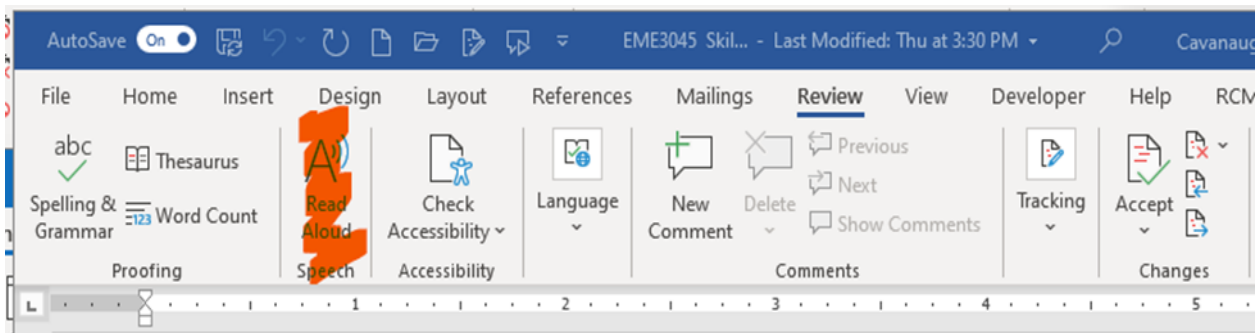 AutoSave On EME3045 Skil... - Last Modified: Thu at 3:30 PM Cavanaug
File Home Insert Design Layout References Mailings Review View Developer Help RCM
abc
Spelling & Grammar
Thesaurus
123 Word Count
A
Read Aloud
Check Accessibility
Language
New Comment
Delete
Previous
Next
Show Comments
Tracking
Accept
Proofing Speech Accessibility Comments Changes
L 1 2 3 4 5